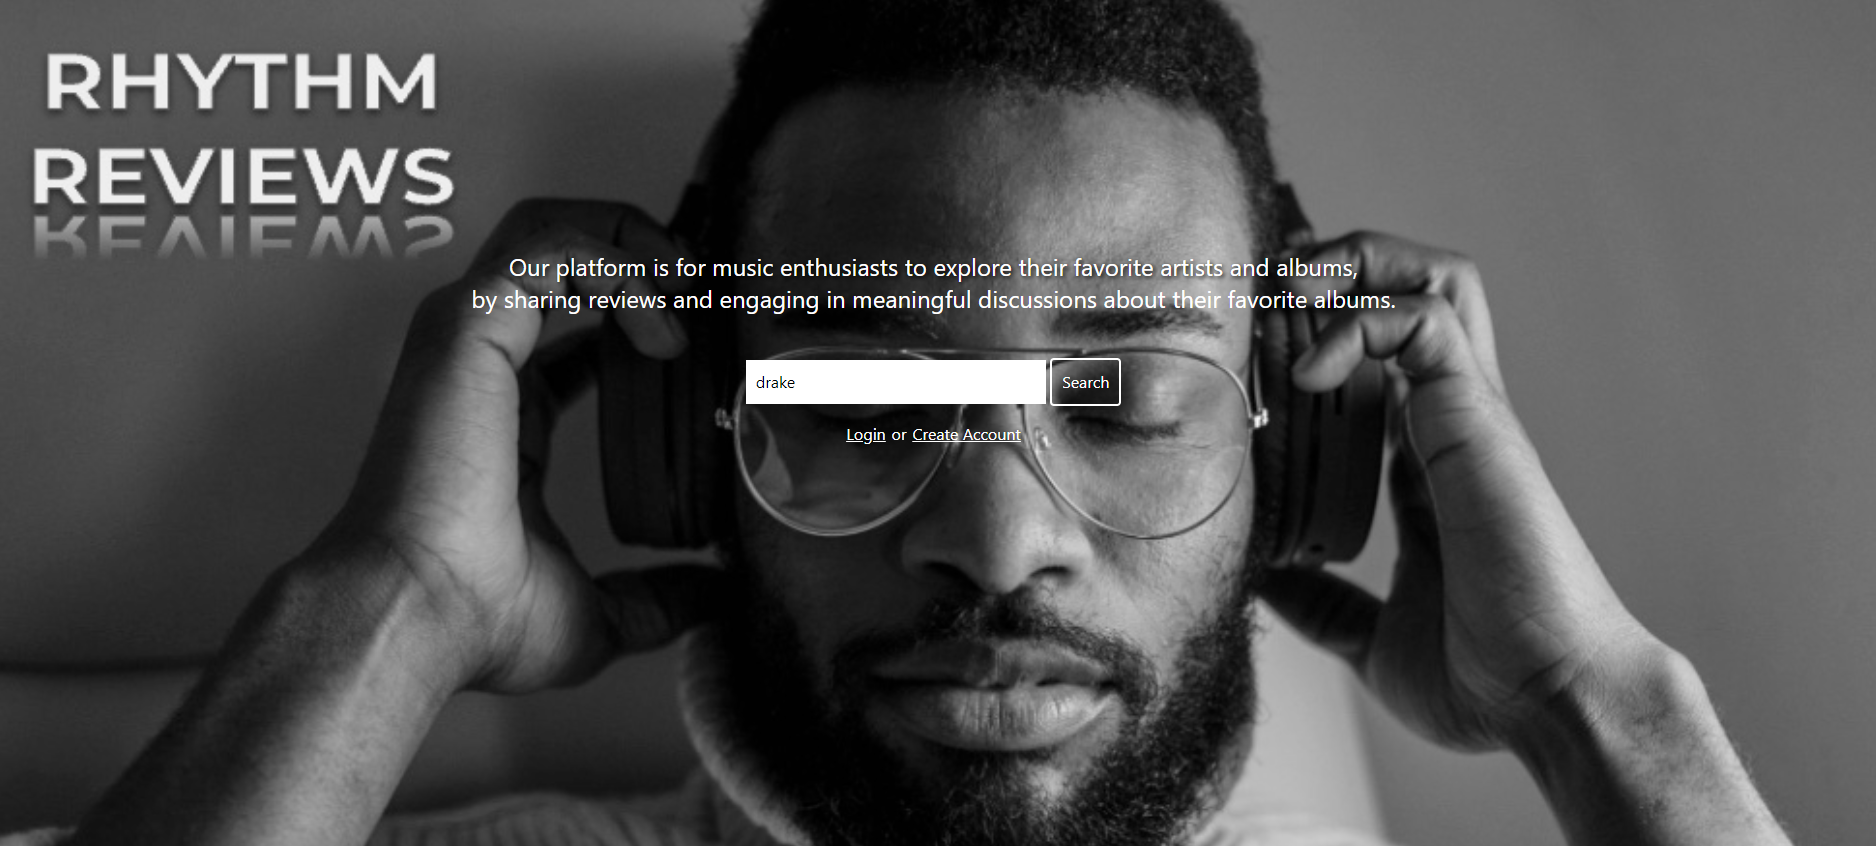 RHYTHM
REVIEWS
Our platform is for music enthusiasts to explore their favorite artists and albums,
by sharing reviews and engaging in meaningful discussions about their favorite albums.
drake Search
Login or Create Account